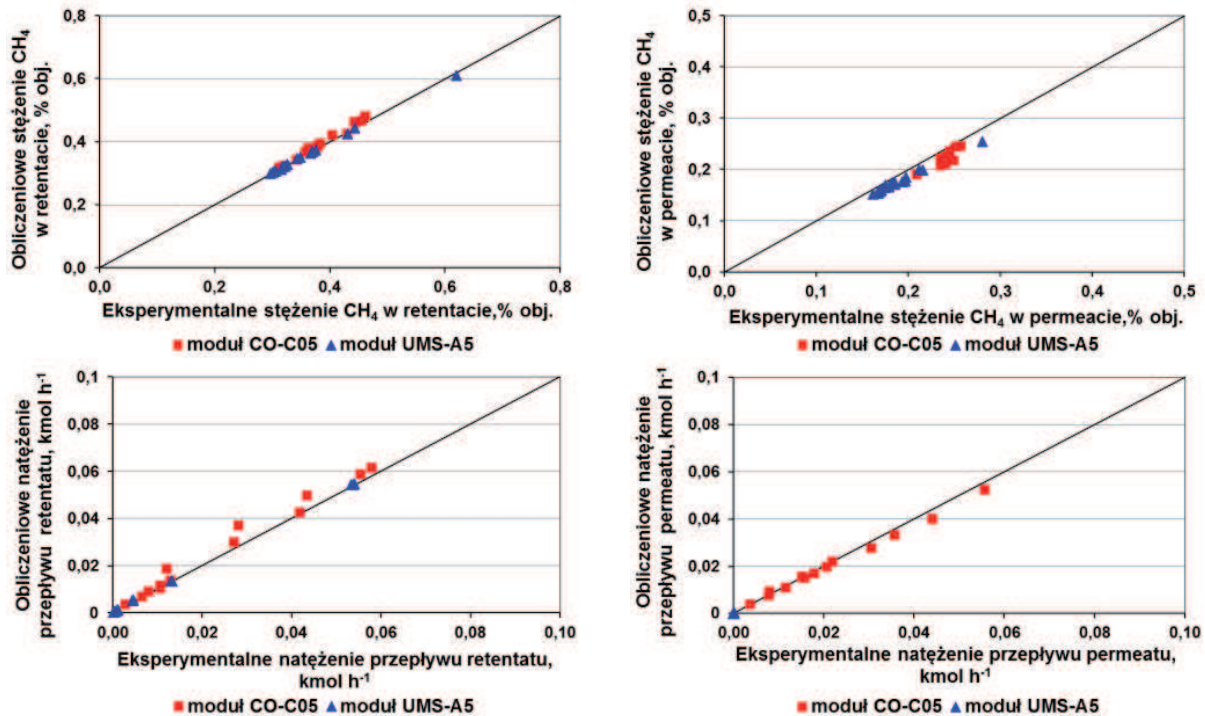 Obliczeniowe stężenie CH₄
w retentacie, % obj.
0,8
0,6
0,4
0,2
0,0
0,0 0,2 0,4 0,6 0,8
Eksperymentalne stężenie CH₄ w retentacie,% obj.
moduł CO-C05 moduł UMS-A5
Obliczeniowe stężenie CH₄
w permeacie, % obj.
0,5
0,4
0,3
0,2
0,1
0,0
0,0 0,1 0,2 0,3 0,4 0,5
Eksperymentalne stężenie CH₄ w permeacie,% obj.
moduł CO-C05 moduł UMS-A5
Obliczeniowe natężenie
przepływu retentatu, kmol h⁻¹
0,1
0,08
0,06
0,04
0,02
0
0,00 0,02 0,04 0,06 0,08 0,10
Eksperymentalne natężenie przepływu retentatu,
kmol h⁻¹
moduł CO-C05 moduł UMS-A5
Obliczeniowe natężenie
przepływu permeatu, kmol h⁻¹
0,1
0,08
0,06
0,04
0,02
0
0,00 0,02 0,04 0,06 0,08 0,10
Eksperymentalne natężenie przepływu permeatu,
kmol h⁻¹
moduł CO-C05 moduł UMS-A5